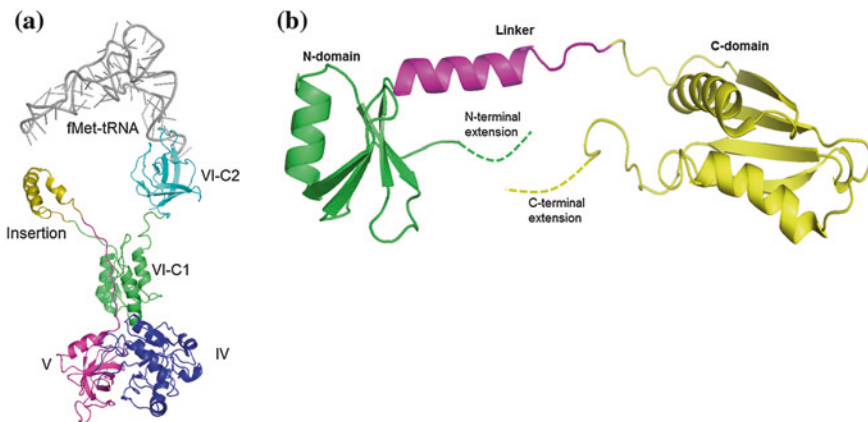 (a)
fMet-tRNA
VI-C2
Insertion
VI-C1
V
IV
(b)
Linker
N-domain
C-domain
N-terminal
extension
C-terminal
extension